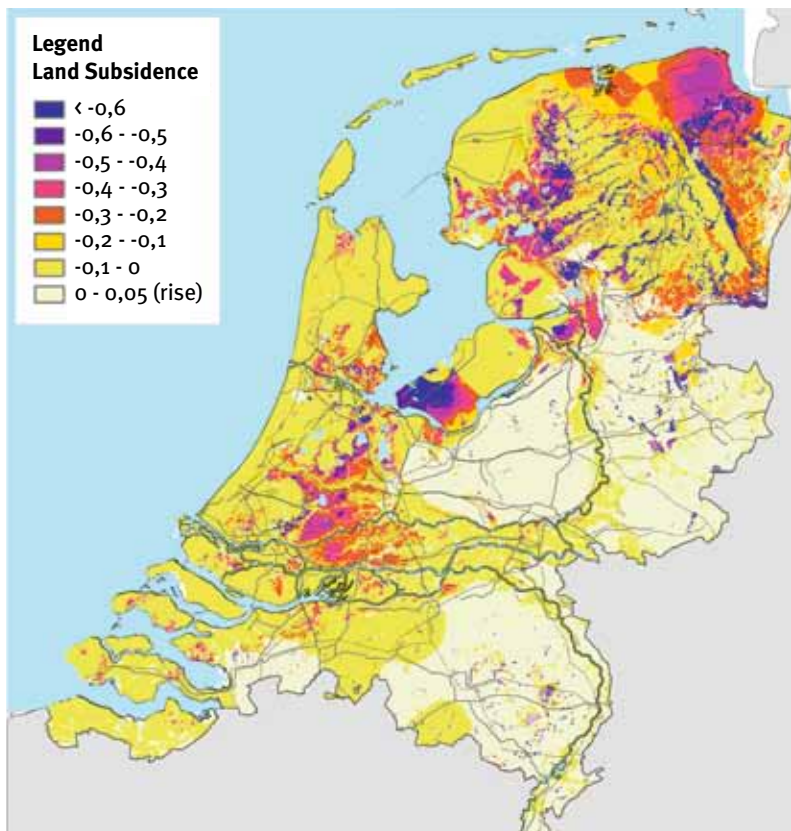 Legend
Land Subsidence
< -0,6
-0,6 - -0,5
-0,5 - -0,4
-0,4 - -0,3
-0,3 - -0,2
-0,2 - -0,1
-0,1 - 0
0 - 0,05 (rise)